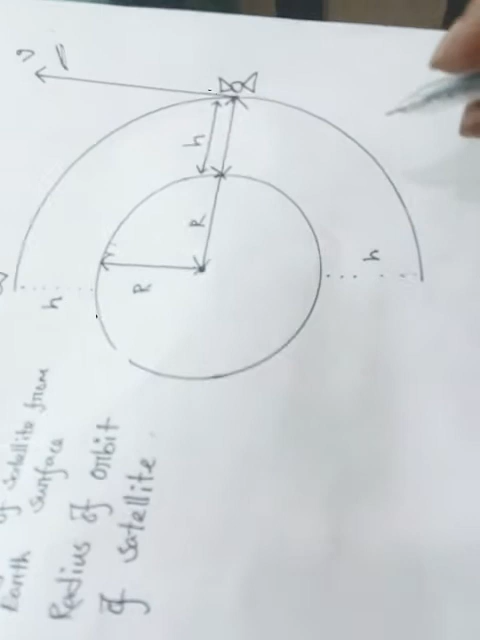 v
h
R
R
h
h
Earth
of satellite from
surface
Radius of orbit
of satellite.